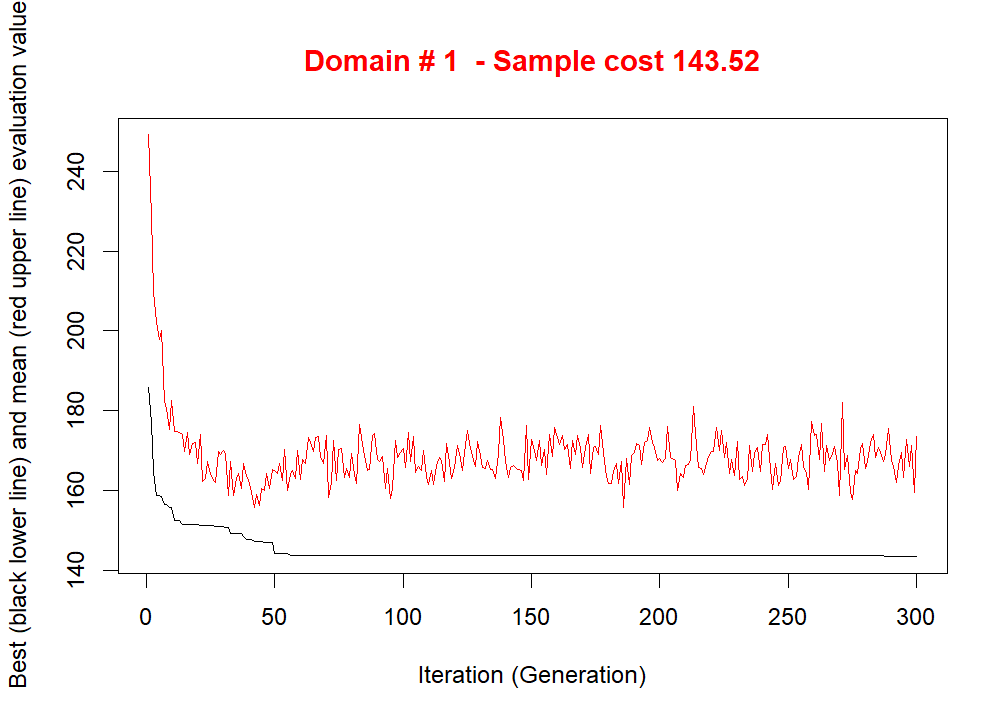 Domain # 1  - Sample cost 143.52
Best (black lower line) and mean (red upper line) evaluation value
240
220
200
180
160
140
0 50 100 150 200 250 300
Iteration (Generation)